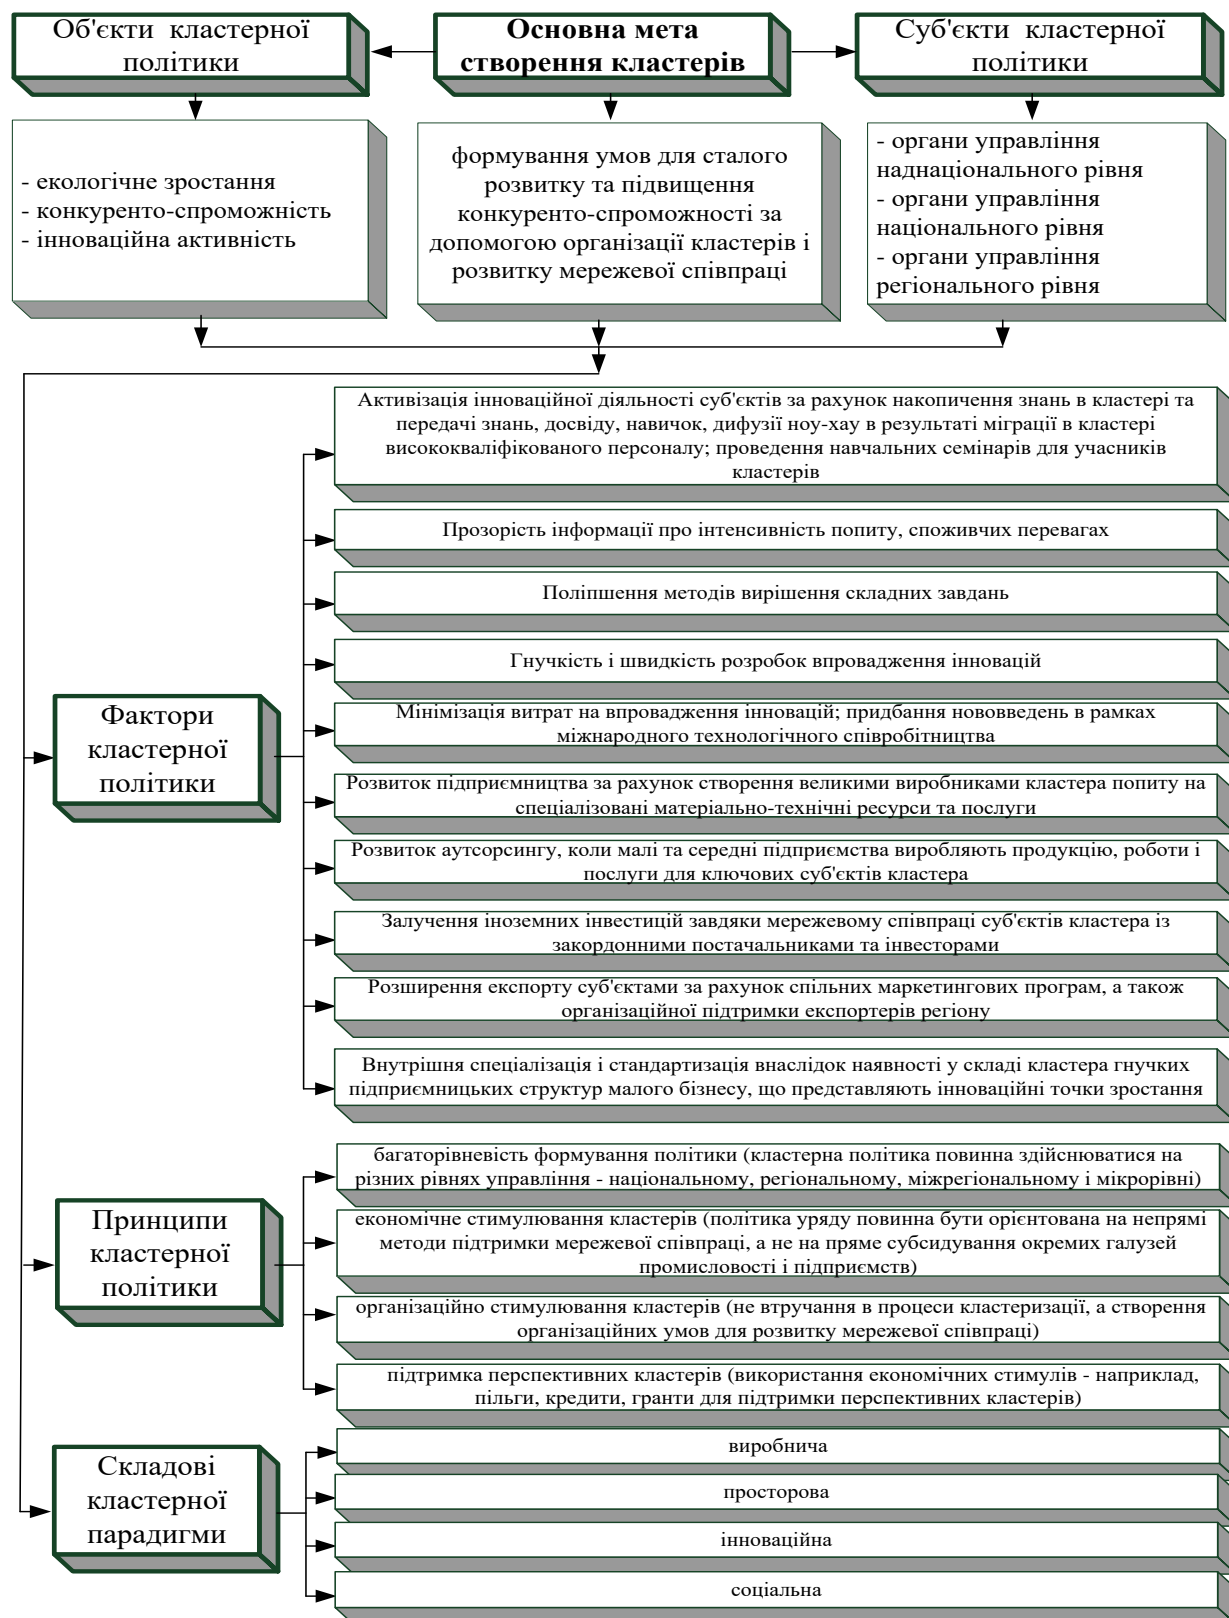 Об'єкти кластерної
політики
Основна мета
створення кластерів
Суб'єкти кластерної
політики
- екологічне зростання
- конкуренто-спроможність
- інноваційна активність
формування умов для сталого
розвитку та підвищення
конкуренто-спроможності за
допомогою організації кластерів і
розвитку мережевої співпраці
- органи управління
наднаціонального рівня
- органи управління
національного рівня
- органи управління
регіонального рівня
Фактори
кластерної
політики
Активізація інноваційної діяльності суб'єктів за рахунок накопичення знань в кластері та
передачі знань, досвіду, навичок, дифузії ноу-хау в результаті міграції в кластері
висококваліфікованого персоналу; проведення навчальних семінарів для учасників
кластерів
Прозорість інформації про інтенсивність попиту, споживчих перевагах
Поліпшення методів вирішення складних завдань
Гнучкість і швидкість розробок впровадження інновацій
Мінімізація витрат на впровадження інновацій; придбання нововведень в рамках
міжнародного технологічного співробітництва
Розвиток підприємництва за рахунок створення великими виробниками кластера попиту на
спеціалізовані матеріально-технічні ресурси та послуги
Розвиток аутсорсингу, коли малі та середні підприємства виробляють продукцію, роботи і
послуги для ключових суб'єктів кластера
Залучення іноземних інвестицій завдяки мережевому співпраці суб'єктів кластера із
закордонними постачальниками та інвесторами
Розширення експорту суб'єктами за рахунок спільних маркетингових програм, а також
організаційної підтримки експортерів регіону
Внутрішня спеціалізація і стандартизація внаслідок наявності у складі кластера гнучких
підприємницьких структур малого бізнесу, що представляють інноваційні точки зростання
Принципи
кластерної
політики
багаторівневість формування політики (кластерна політика повинна здійснюватися на
різних рівнях управління - національному, регіональному, міжрегіональному і мікрорівні)
економічне стимулювання кластерів (політика уряду повинна бути орієнтована на непрямі
методи підтримки мережевої співпраці, а не на пряме субсидування окремих галузей
промисловості і підприємств)
організаційно стимулювання кластерів (не втручання в процеси кластеризації, а створення
організаційних умов для розвитку мережевої співпраці)
підтримка перспективних кластерів (використання економічних стимулів - наприклад,
пільги, кредити, гранти для підтримки перспективних кластерів)
Складові
кластерної
парадигми
виробнича
просторова
інноваційна
соціальна